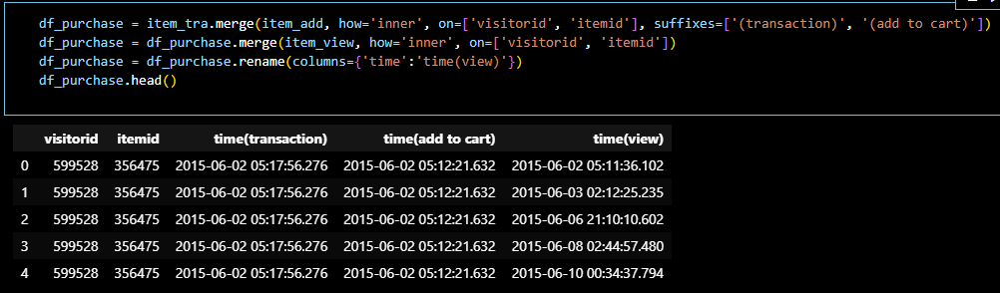 df_purchase = item_tra.merge(item_add, how='inner', on=['visitorid', 'itemid'], suffixes=['(transaction)', '(add to cart)'])
df_purchase = df_purchase.merge(item_view, how='inner', on=['visitorid', 'itemid'])
df_purchase = df_purchase.rename(columns={'time':'time(view)'})
df_purchase.head()
visitorid itemid time(transaction) time(add to cart) time(view)
0 599528 356475 2015-06-02 05:17:56.276 2015-06-02 05:12:21.632 2015-06-02 05:11:36.102
1 599528 356475 2015-06-02 05:17:56.276 2015-06-02 05:12:21.632 2015-06-03 02:12:25.235
2 599528 356475 2015-06-02 05:17:56.276 2015-06-02 05:12:21.632 2015-06-06 21:10:10.602
3 599528 356475 2015-06-02 05:17:56.276 2015-06-02 05:12:21.632 2015-06-08 02:44:57.480
4 599528 356475 2015-06-02 05:17:56.276 2015-06-02 05:12:21.632 2015-06-10 00:34:37.794